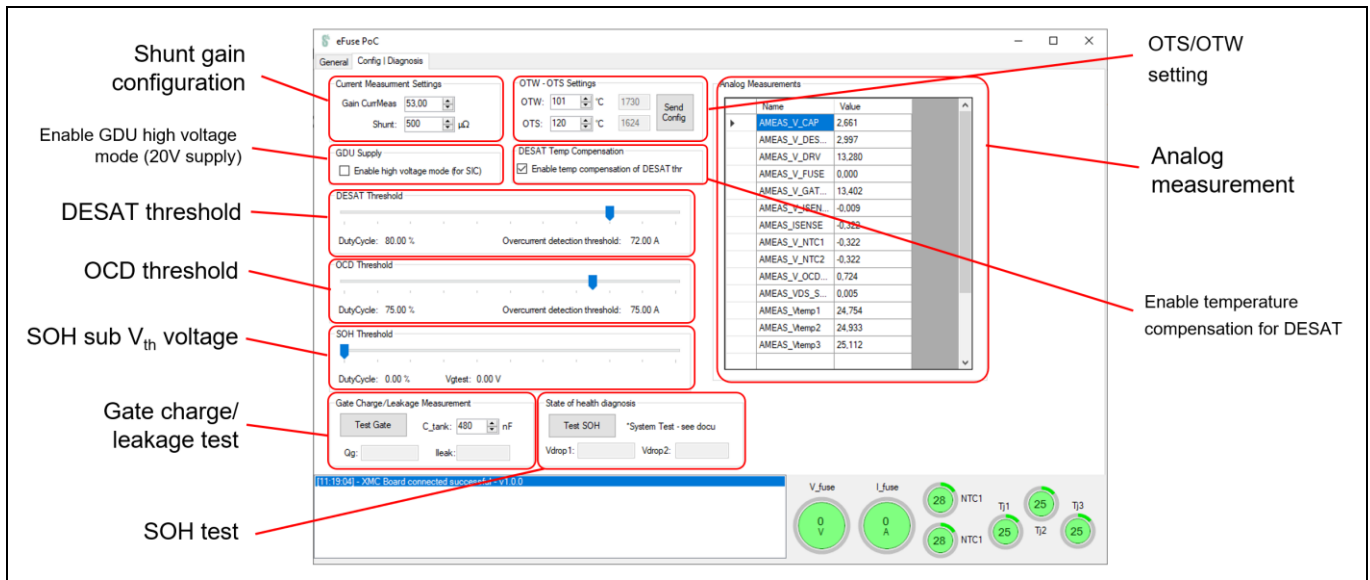 Shunt gain
configuration
Enable GDU high voltage
mode (20V supply)
DESAT threshold
OCD threshold
SOH sub Vth voltage
Gate charge/
leakage test
SOH test
eFuse PoC
General Config | Diagnosis
Current Measurment Settings
Gain CurrMeas 53,00
Shunt: 500 μΩ
OTW - OTS Settings
OTW: 101 °C 1730
OTS: 120 °C 1624
Send
Config
GDU Supply
Enable high voltage mode (for SIC)
DESAT Temp Compensation
Enable temp compensation of DESAT thr
DESAT Threshold
DutyCycle: 80.00 % Overcurrent detection threshold: 72.00 A
OCD Threshold
DutyCycle: 75.00 % Overcurrent detection threshold: 75.00 A
SOH Threshold
DutyCycle: 0.00 % Vgtest: 0.00 V
Gate Charge/Leakage Measurement
Test Gate C_tank: 480 nF
Qg: Ileak:
State of health diagnosis
Test SOH *System Test - see docu
Vdrop1: Vdrop2:
Analog Measurements
Name Value
AMEAS_V_CAP 2,661
AMEAS_V_DES... 2,997
AMEAS_V_DRV 13,280
AMEAS_V_FUSE 0,000
AMEAS_V_GAT... 13,402
AMEAS_V_ISEN... -0,009
AMEAS_ISENSE -0,322
AMEAS_V_NTC1 -0,322
AMEAS_V_NTC2 -0,322
AMEAS_V_OCD... 0,724
AMEAS_VDS_S... 0,005
AMEAS_Vtemp1 24,754
AMEAS_Vtemp2 24,933
AMEAS_Vtemp3 25,112
[11:19:04] - XMC Board connected successful - v1.0.0
V_fuse I_fuse
0
V
0
A
28 NTC1
28 NTC1
Tj1 25 Tj3
25 Tj2 25
OTS/OTW
setting
Analog
measurement
Enable temperature
compensation for DESAT